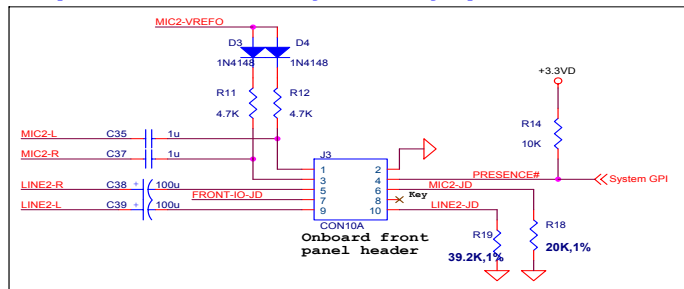 MIC2-VREFO
D3 D4
1N4148 1N4148
+3.3VD
R11 R12
4.7K 4.7K
R14
10K
MIC2-L C35 1u
J3
MIC2-R C37 1u
1 2
3 4 PRESENCE# System GPI
LINE2-R C38 + 100u 5 6 MIC2-JD
FRONT-IO-JD 7 8 Key
LINE2-L C39 + 100u 9 10 LINE2-JD
CON10A
R19 R18
Onboard front
panel header
39.2K,1% 20K,1%